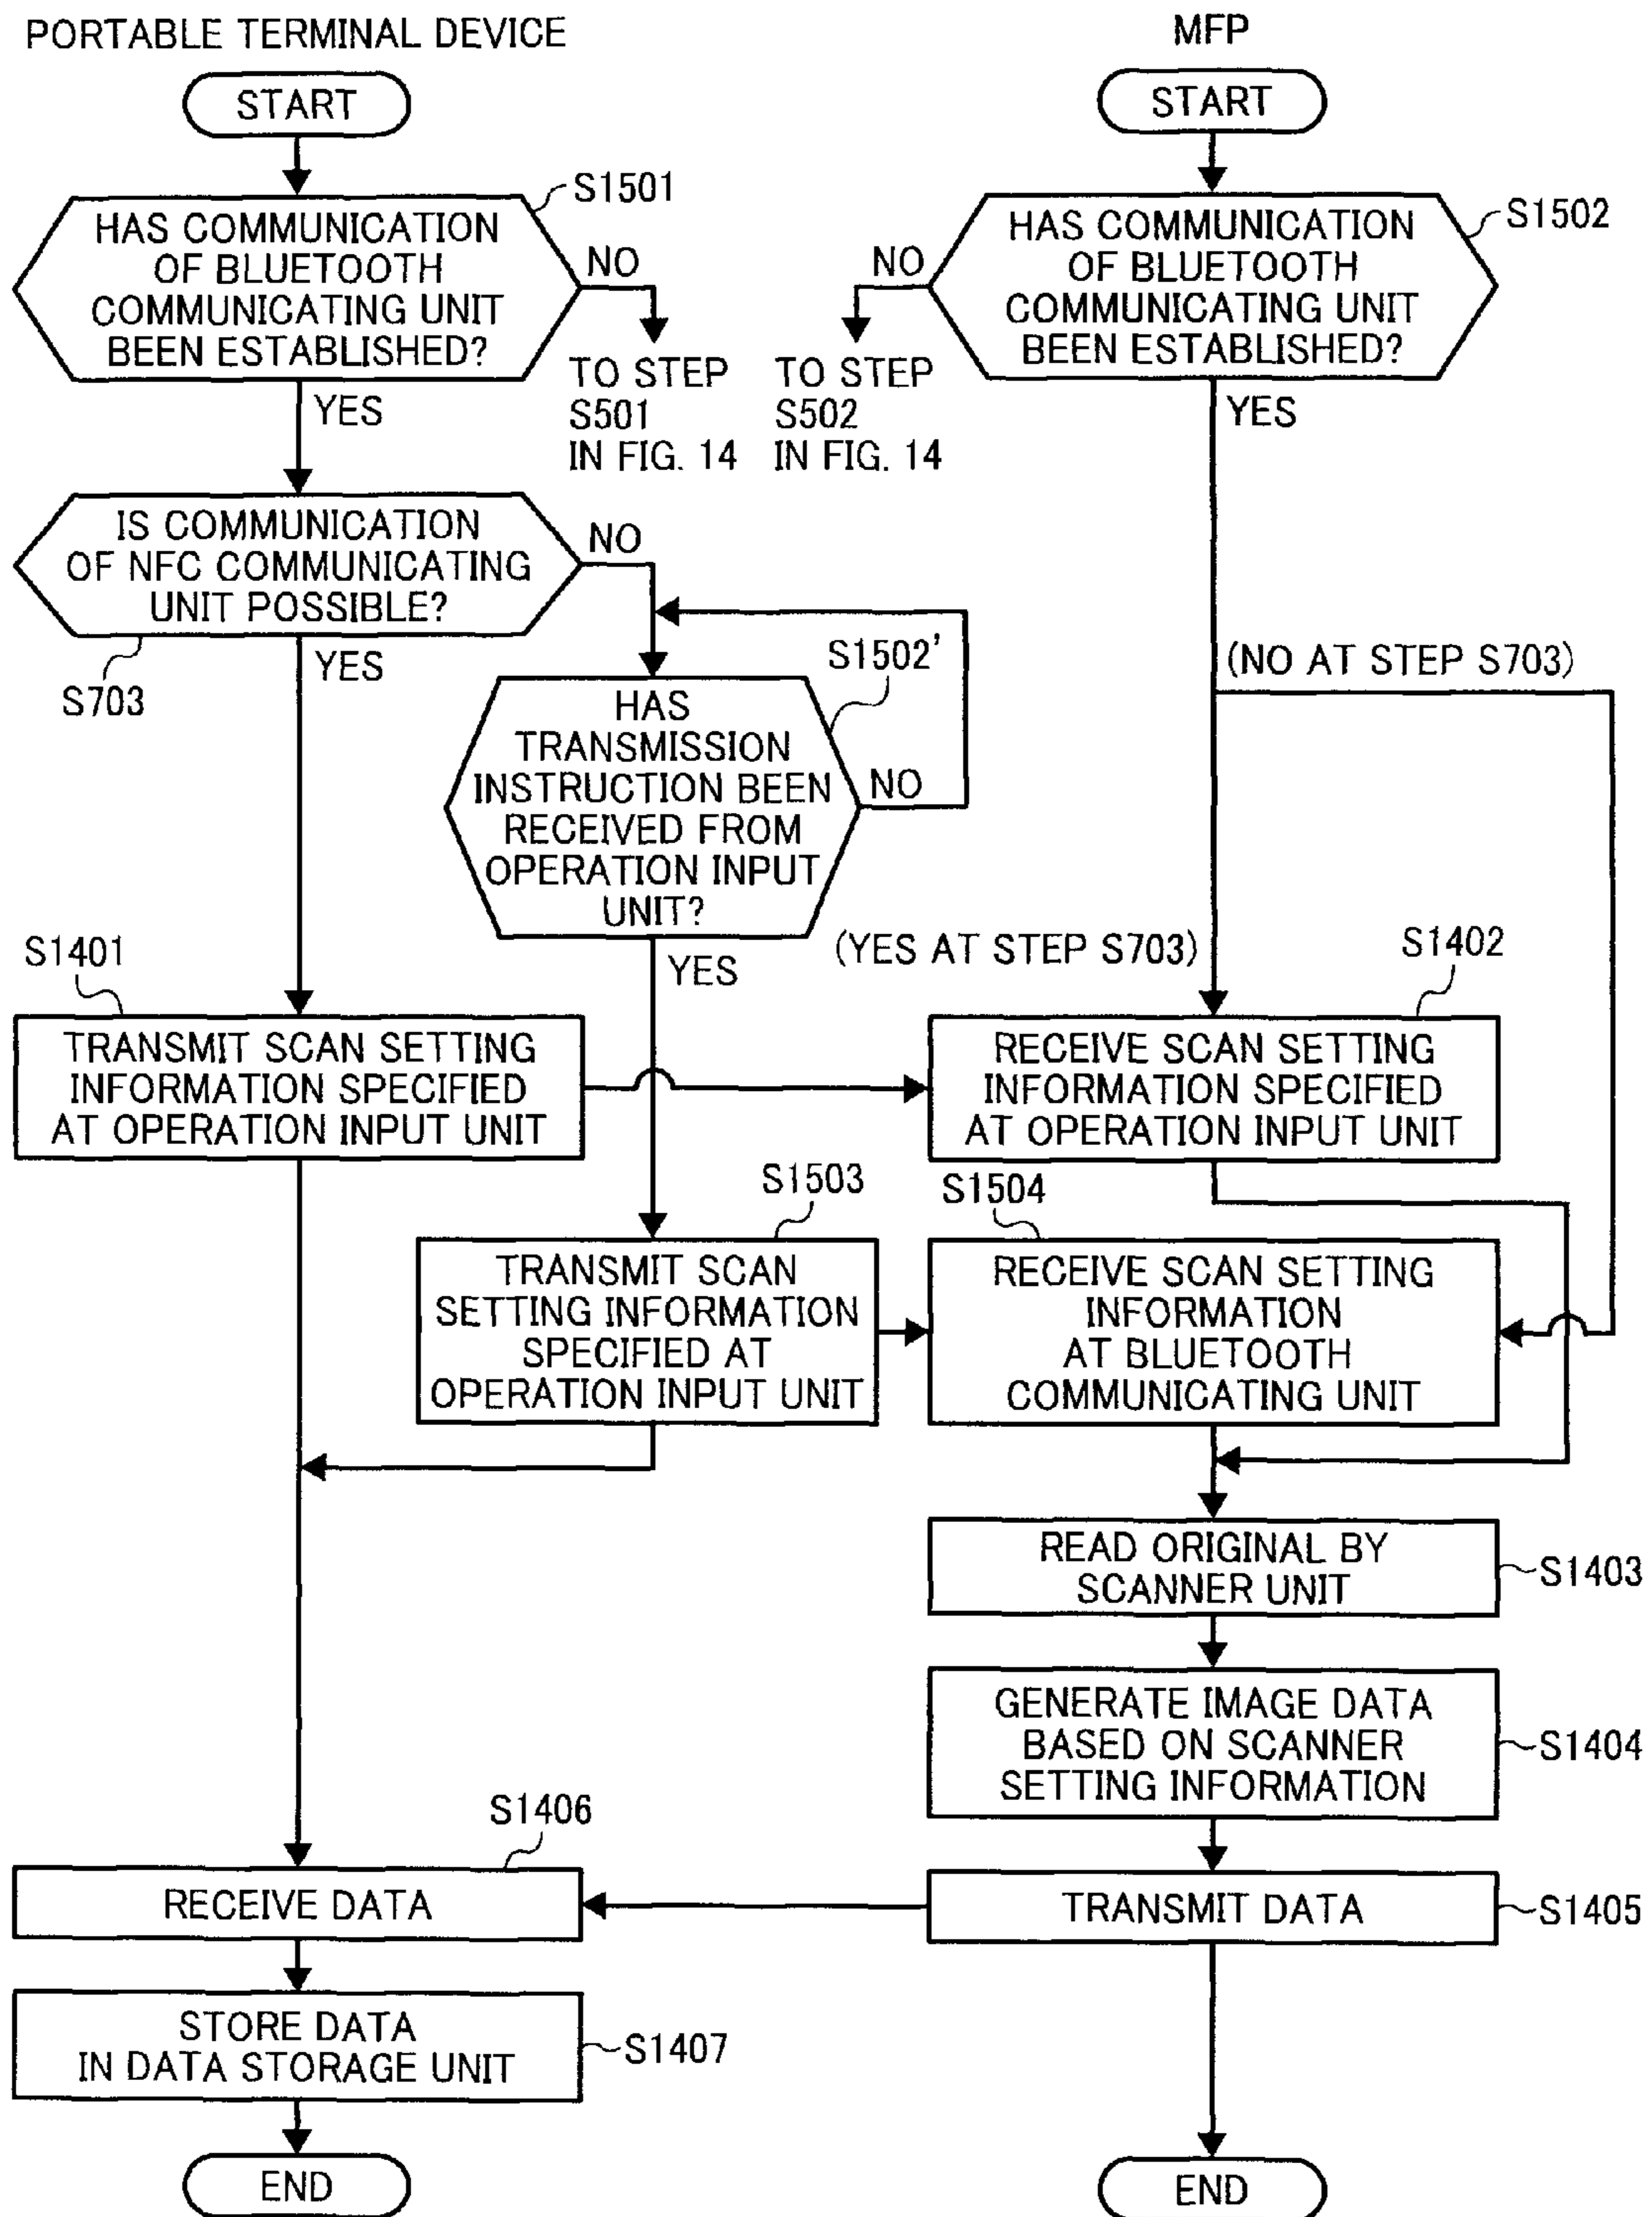 PORTABLE TERMINAL DEVICE
MFP
START
START
S1501
HAS COMMUNICATION
OF BLUETOOTH
COMMUNICATING UNIT
BEEN ESTABLISHED?
NO
TO STEP
S501
IN FIG. 14
YES
S1502
HAS COMMUNICATION
OF BLUETOOTH
COMMUNICATING UNIT
BEEN ESTABLISHED?
NO
TO STEP
S502
IN FIG. 14
YES
IS COMMUNICATION
OF NFC COMMUNICATING
UNIT POSSIBLE?
NO
S703
YES
S1502'
HAS
TRANSMISSION
INSTRUCTION BEEN
RECEIVED FROM
OPERATION INPUT
UNIT?
NO
YES
(NO AT STEP S703)
(YES AT STEP S703)
S1401
TRANSMIT SCAN SETTING
INFORMATION SPECIFIED
AT OPERATION INPUT UNIT
S1402
RECEIVE SCAN SETTING
INFORMATION SPECIFIED
AT OPERATION INPUT UNIT
S1503
TRANSMIT SCAN
SETTING INFORMATION
SPECIFIED AT
OPERATION INPUT UNIT
S1504
RECEIVE SCAN SETTING
INFORMATION
AT BLUETOOTH
COMMUNICATING UNIT
READ ORIGINAL BY
SCANNER UNIT
S1403
GENERATE IMAGE DATA
BASED ON SCANNER
SETTING INFORMATION
S1404
S1406
RECEIVE DATA
TRANSMIT DATA
S1405
STORE DATA
IN DATA STORAGE UNIT
S1407
END
END